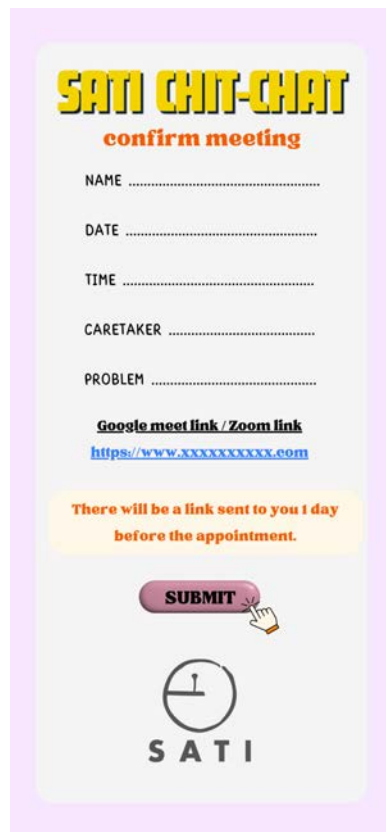 SATI CHIT-CHAT
confirm meeting
NAME ................................................
DATE ................................................
TIME ................................................
CARETAKER ....................................
PROBLEM .........................................
Google meet link / Zoom link
https://www.xxxxxxxxxx.com
There will be a link sent to you 1 day
before the appointment.
SUBMIT
SATI